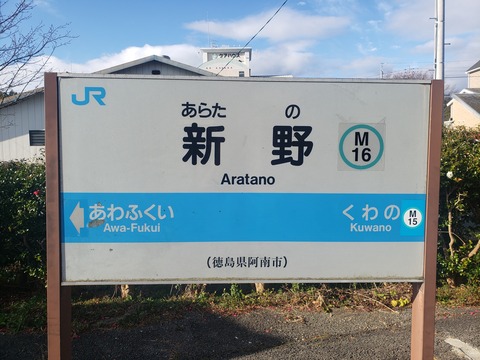 JR
あらた の
新 野
M
16
Aratano
あわふくい
Awa-Fukui
くわの
Kuwano
M
15
(徳島県阿南市)